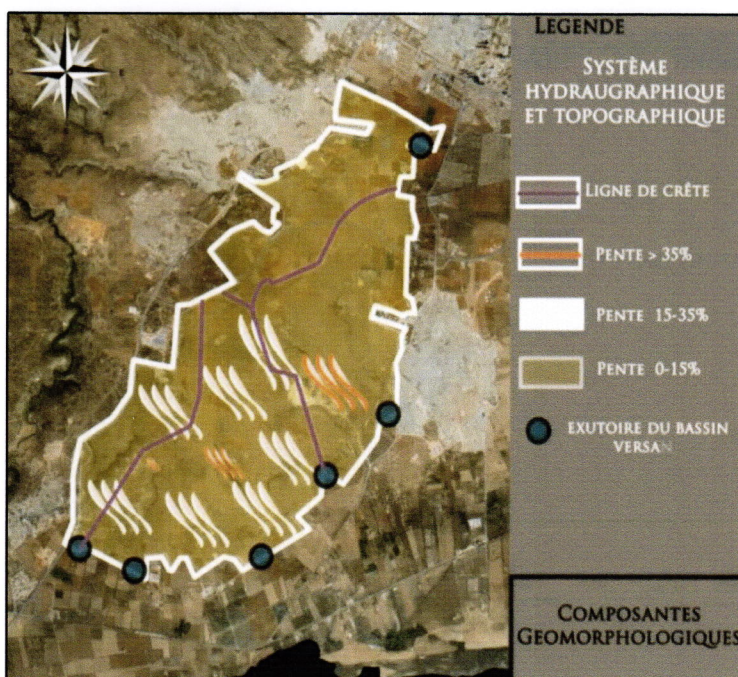 LEGENDE
SYSTÈME
HYDRAUGRAPHIQUE
ET TOPOGRAPHIQUE
LIGNE DE CRÊTE
PENTE > 35%
PENTE 15-35%
PENTE 0-15%
EXUTOIRE DU BASSIN
VERSAN
COMPOSANTES
GEOMORPHOLOGIQUES